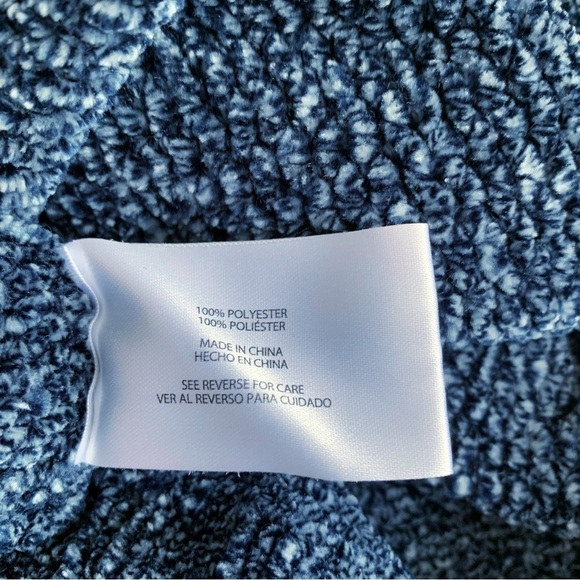 100% POLYESTER
100% POLIÉSTER
MADE IN CHINA
HECHO EN CHINA
SEE REVERSE FOR CARE
VER AL REVERSO PARA CUIDADO